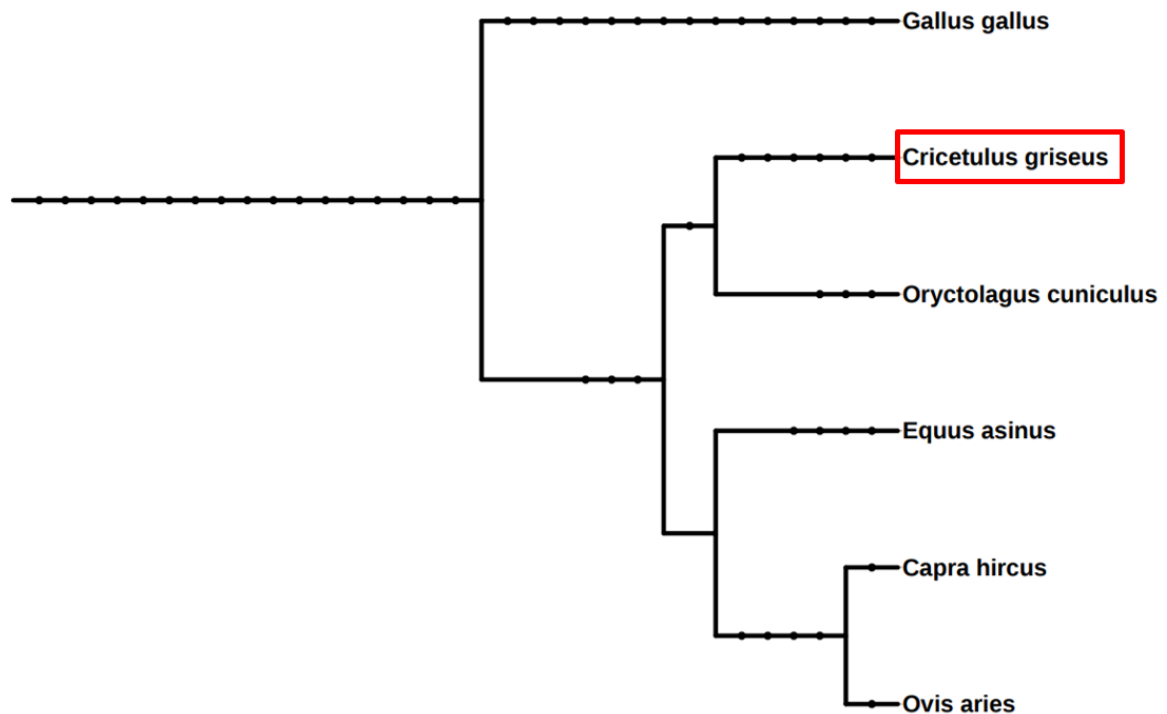 Gallus gallus
Cricetulus griseus
Oryctolagus cuniculus
Equus asinus
Capra hircus
Ovis aries